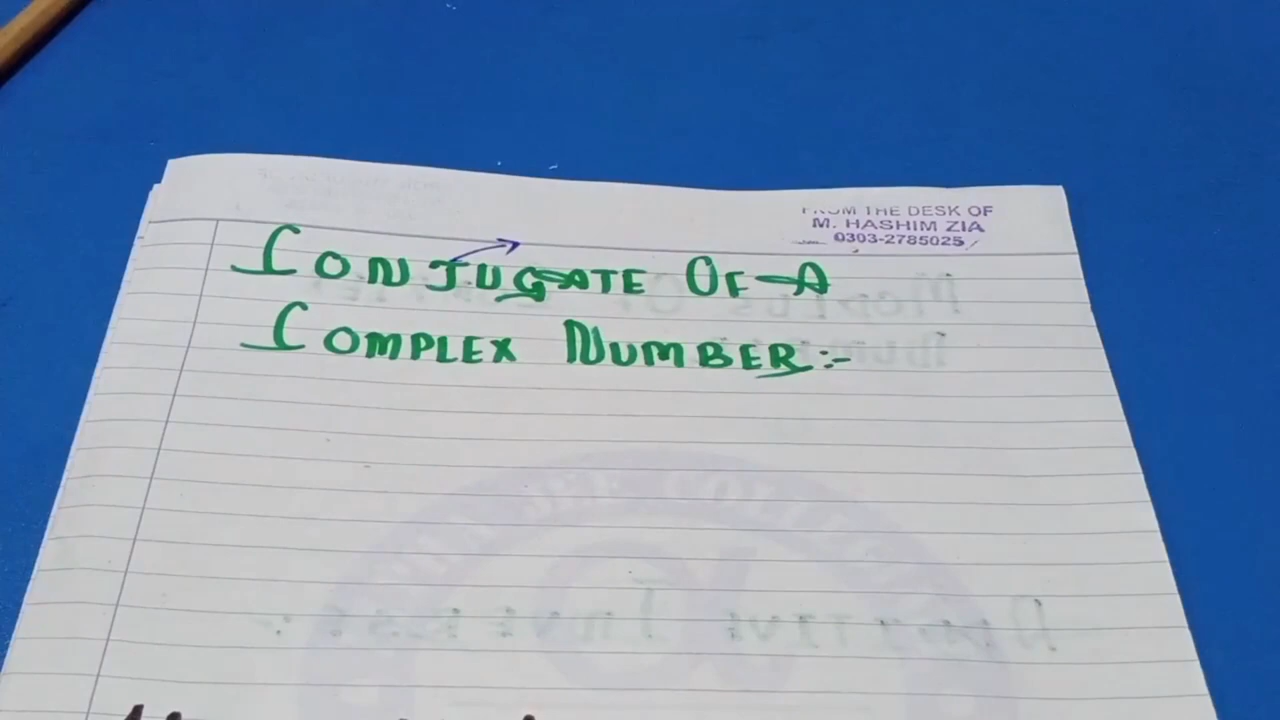 FROM THE DESK OF
M. HASHIM ZIA
0303-2785025
CONJUGATE OF A
COMPLEX NUMBER:-